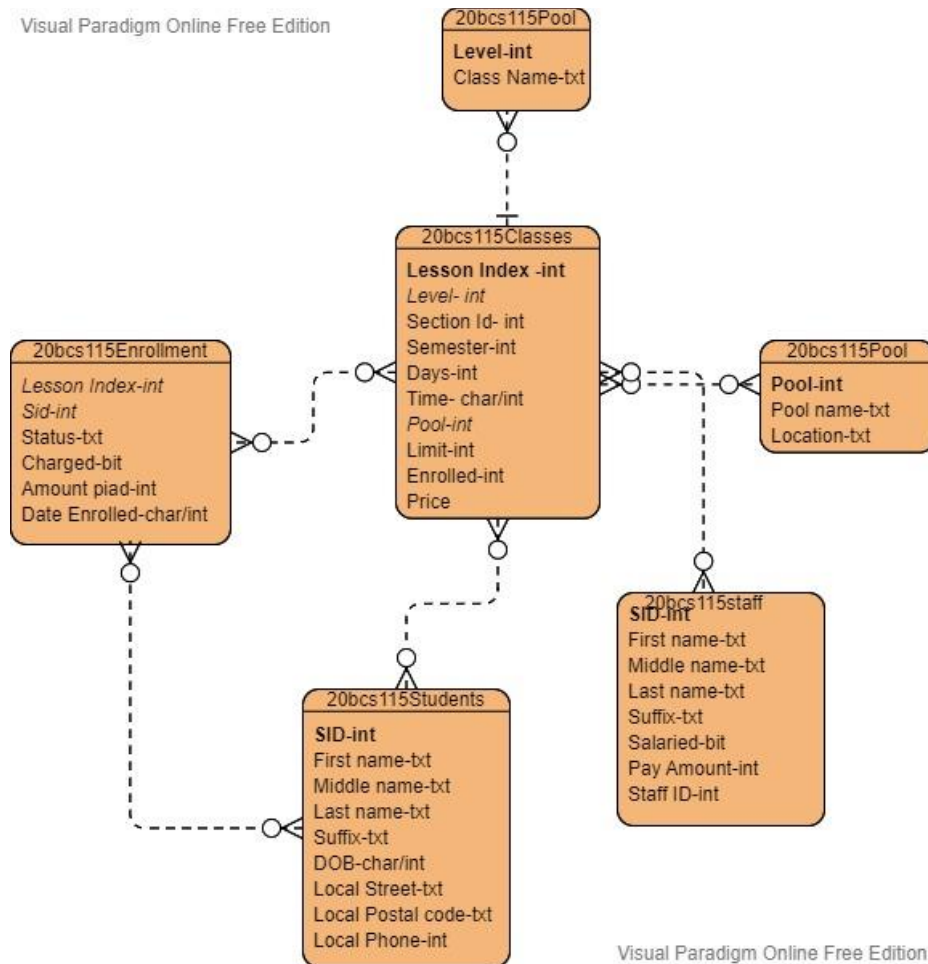 Visual Paradigm Online Free Edition
20bcs115Pool
Level-int
Class Name-txt
20bcs115Classes
Lesson Index -int
Level- int
Section Id- int
Semester-int
Days-int
Time- char/int
Pool-int
Limit-int
Enrolled-int
Price
20bcs115Enrollment
Lesson Index-int
Sid-int
Status-txt
Charged-bit
Amount piad-int
Date Enrolled-char/int
20bcs115Pool
Pool-int
Pool name-txt
Location-txt
20bcs115staff
SID-int
First name-txt
Middle name-txt
Last name-txt
Suffix-txt
Salaried-bit
Pay Amount-int
Staff ID-int
20bcs115Students
SID-int
First name-txt
Middle name-txt
Last name-txt
Suffix-txt
DOB-char/int
Local Street-txt
Local Postal code-txt
Local Phone-int
Visual Paradigm Online Free Edition